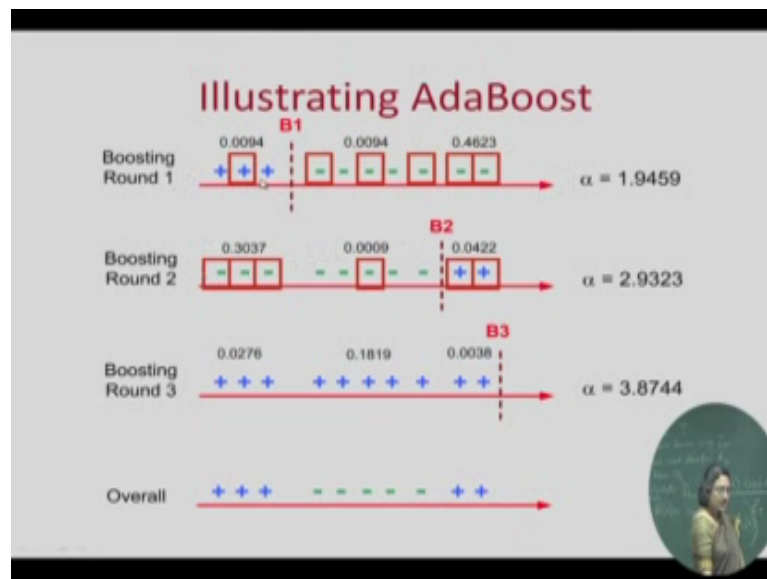 Illustrating AdaBoost
B1
0.0094 0.0094 0.4623
Boosting
Round 1
+ + + - - - - - - -
α = 1.9459
B2
0.3037 0.0009 0.0422
Boosting
Round 2
- - - - - - - - + +
α = 2.9323
B3
0.0276 0.1819 0.0038
Boosting
Round 3
+ + + + + + + + + +
α = 3.8744
Overall
+ + + - - - - - + +